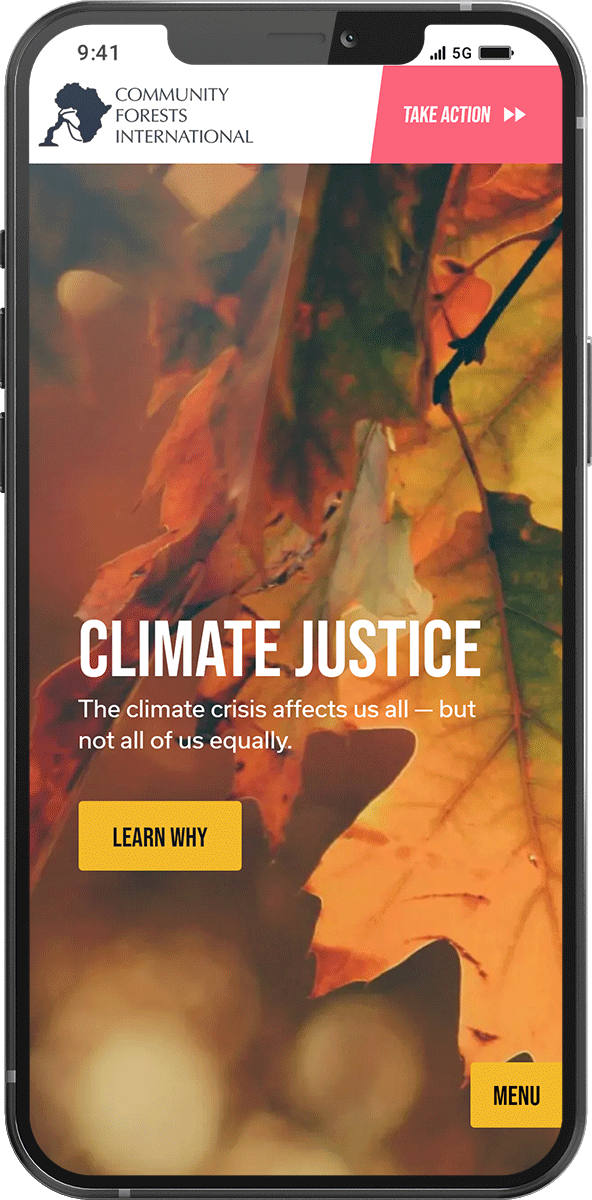 9:41
5G
COMMUNITY
FORESTS
INTERNATIONAL
TAKE ACTION
CLIMATE JUSTICE
The climate crisis affects us all — but
not all of us equally.
LEARN WHY
MENU